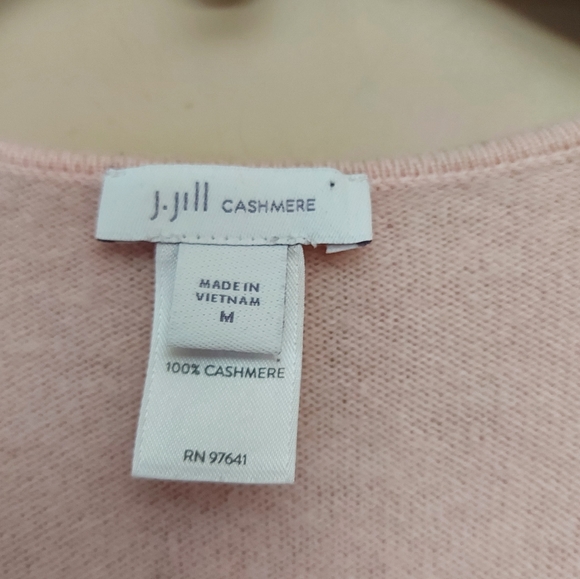 J.Jill CASHMERE
MADE IN
VIETNAM
M
100% CASHMERE
RN 97641